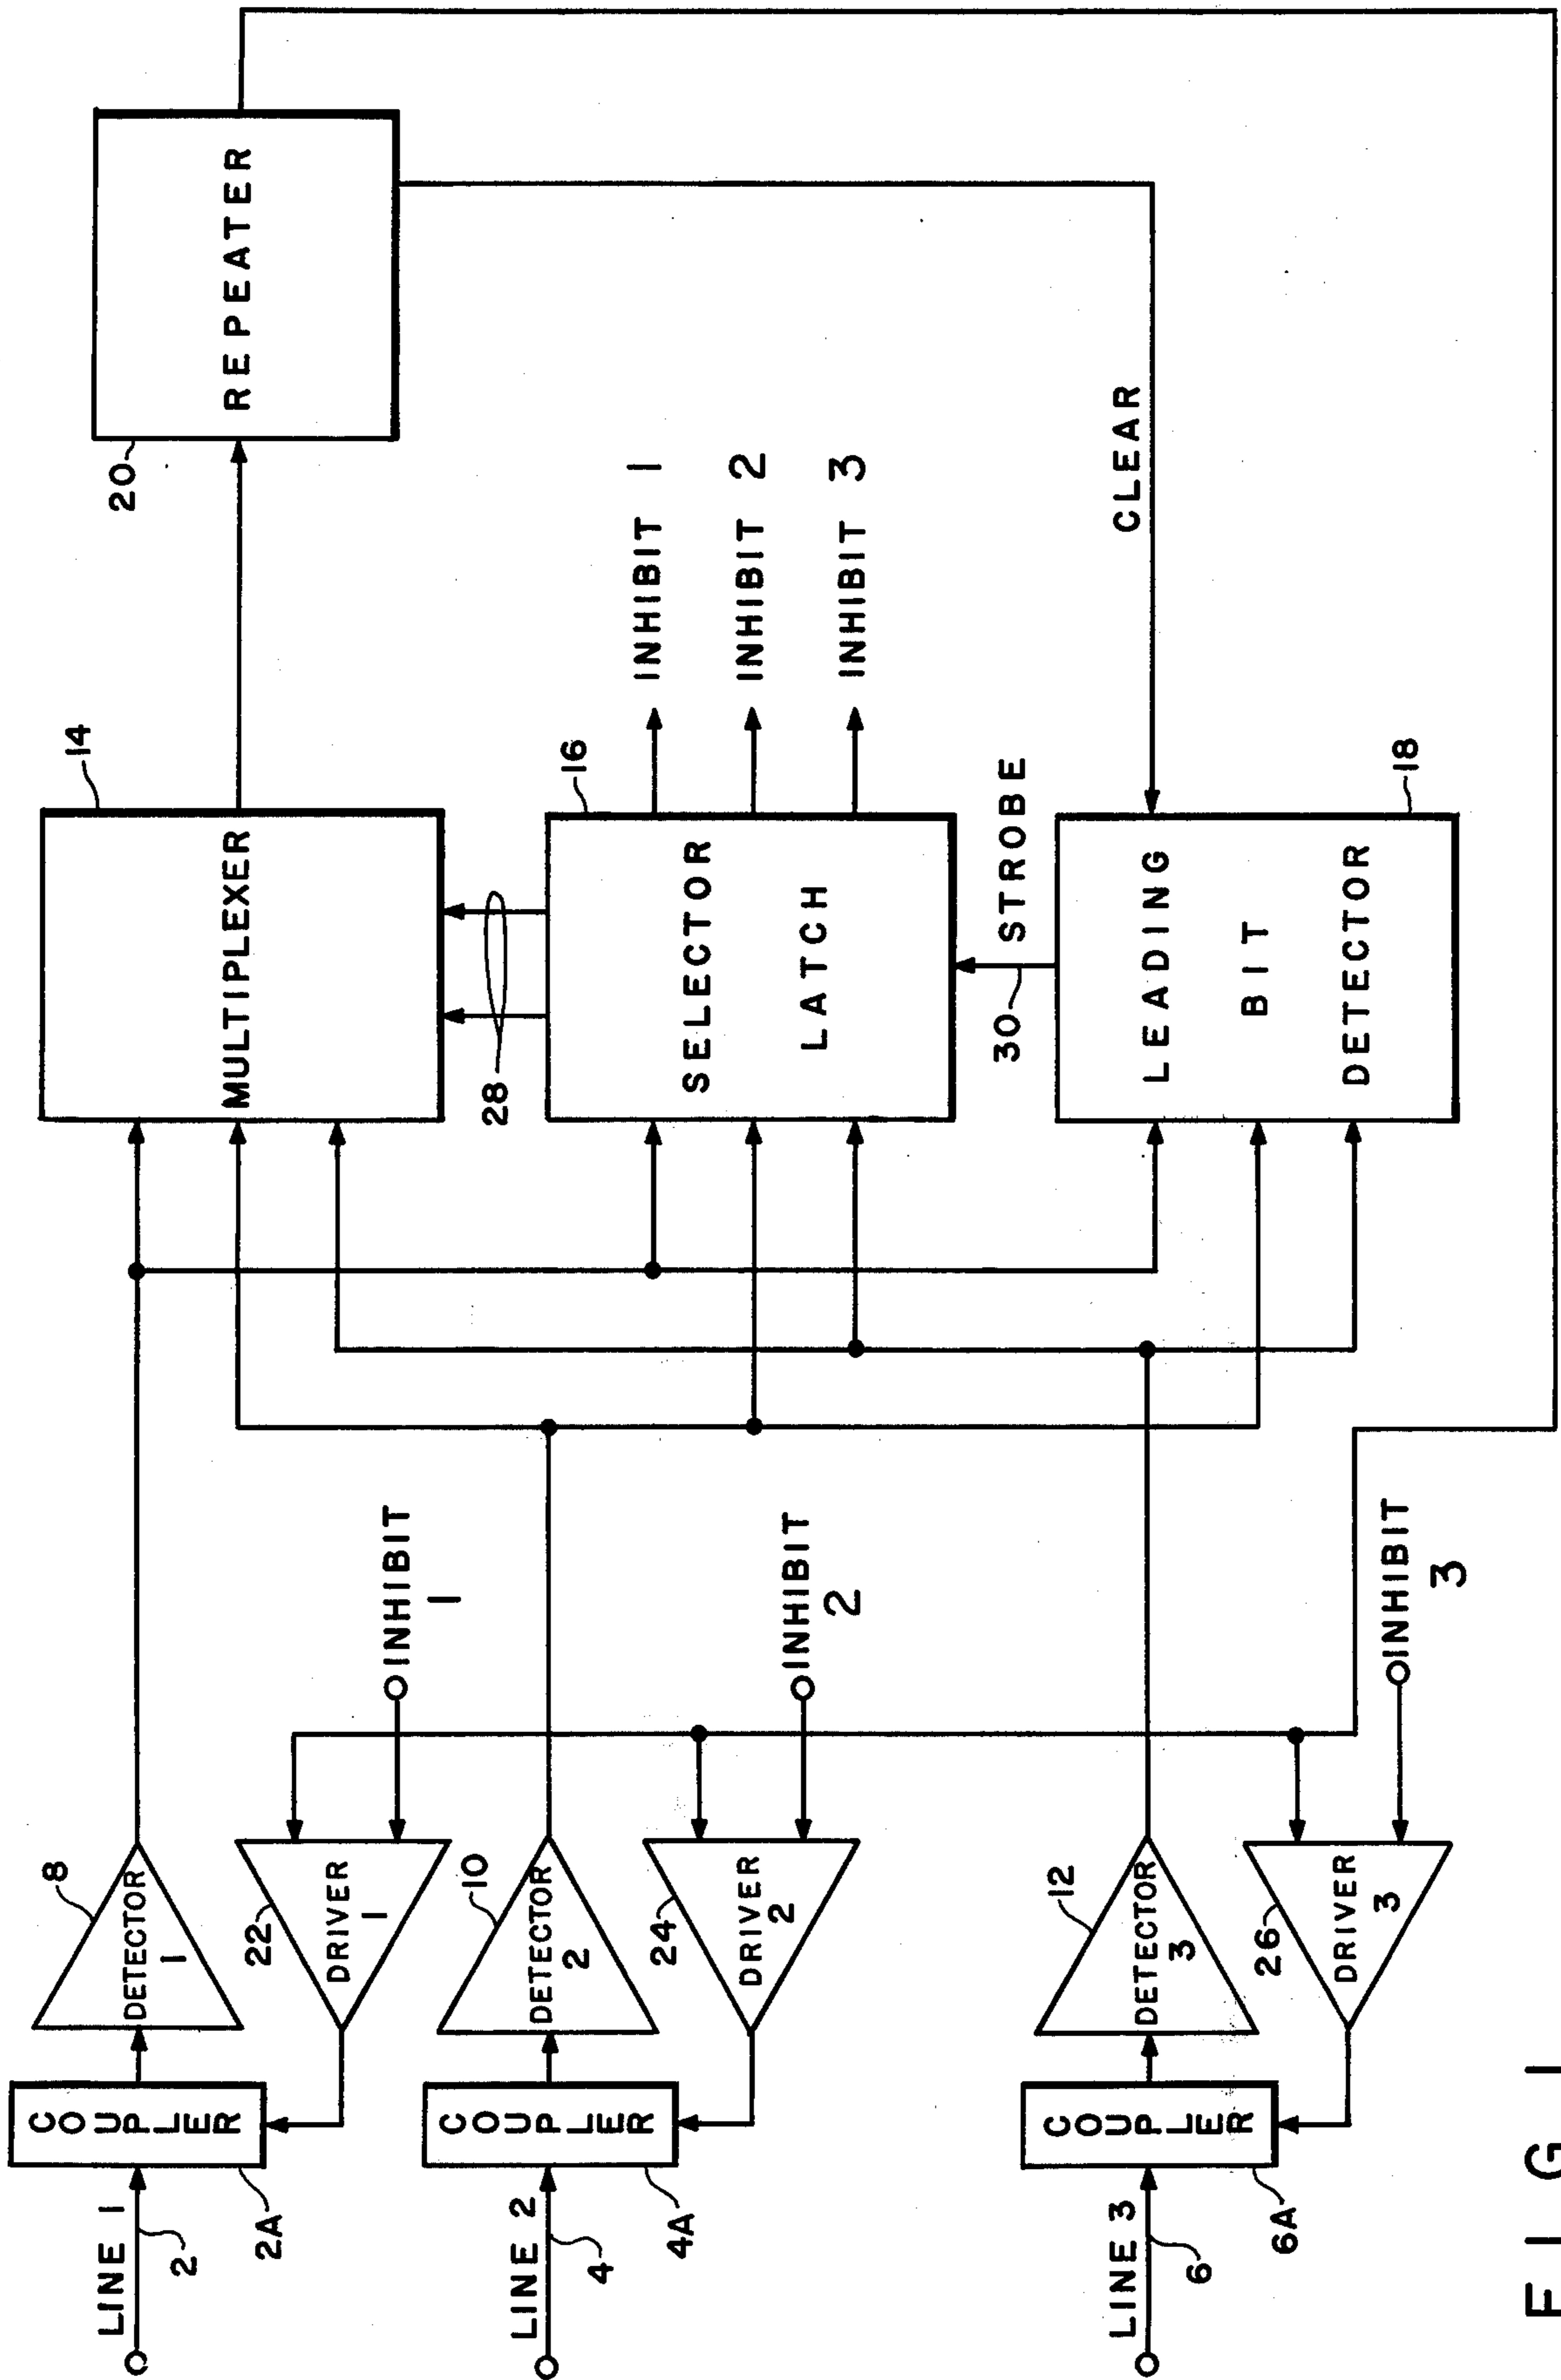 LINE 1
2
2A
COUPLER
8
DETECTOR
1
22
DRIVER
1
INHIBIT
1
LINE 2
4
4A
COUPLER
10
DETECTOR
2
24
DRIVER
2
INHIBIT
2
LINE 3
6
6A
COUPLER
12
DETECTOR
3
26
DRIVER
3
INHIBIT
3
14
MULTIPLEXER
28
16
SELECTOR
LATCH
INHIBIT 1
INHIBIT 2
INHIBIT 3
30
STROBE
18
LEADING
BIT
DETECTOR
20
REPEATER
CLEAR
FIG 1